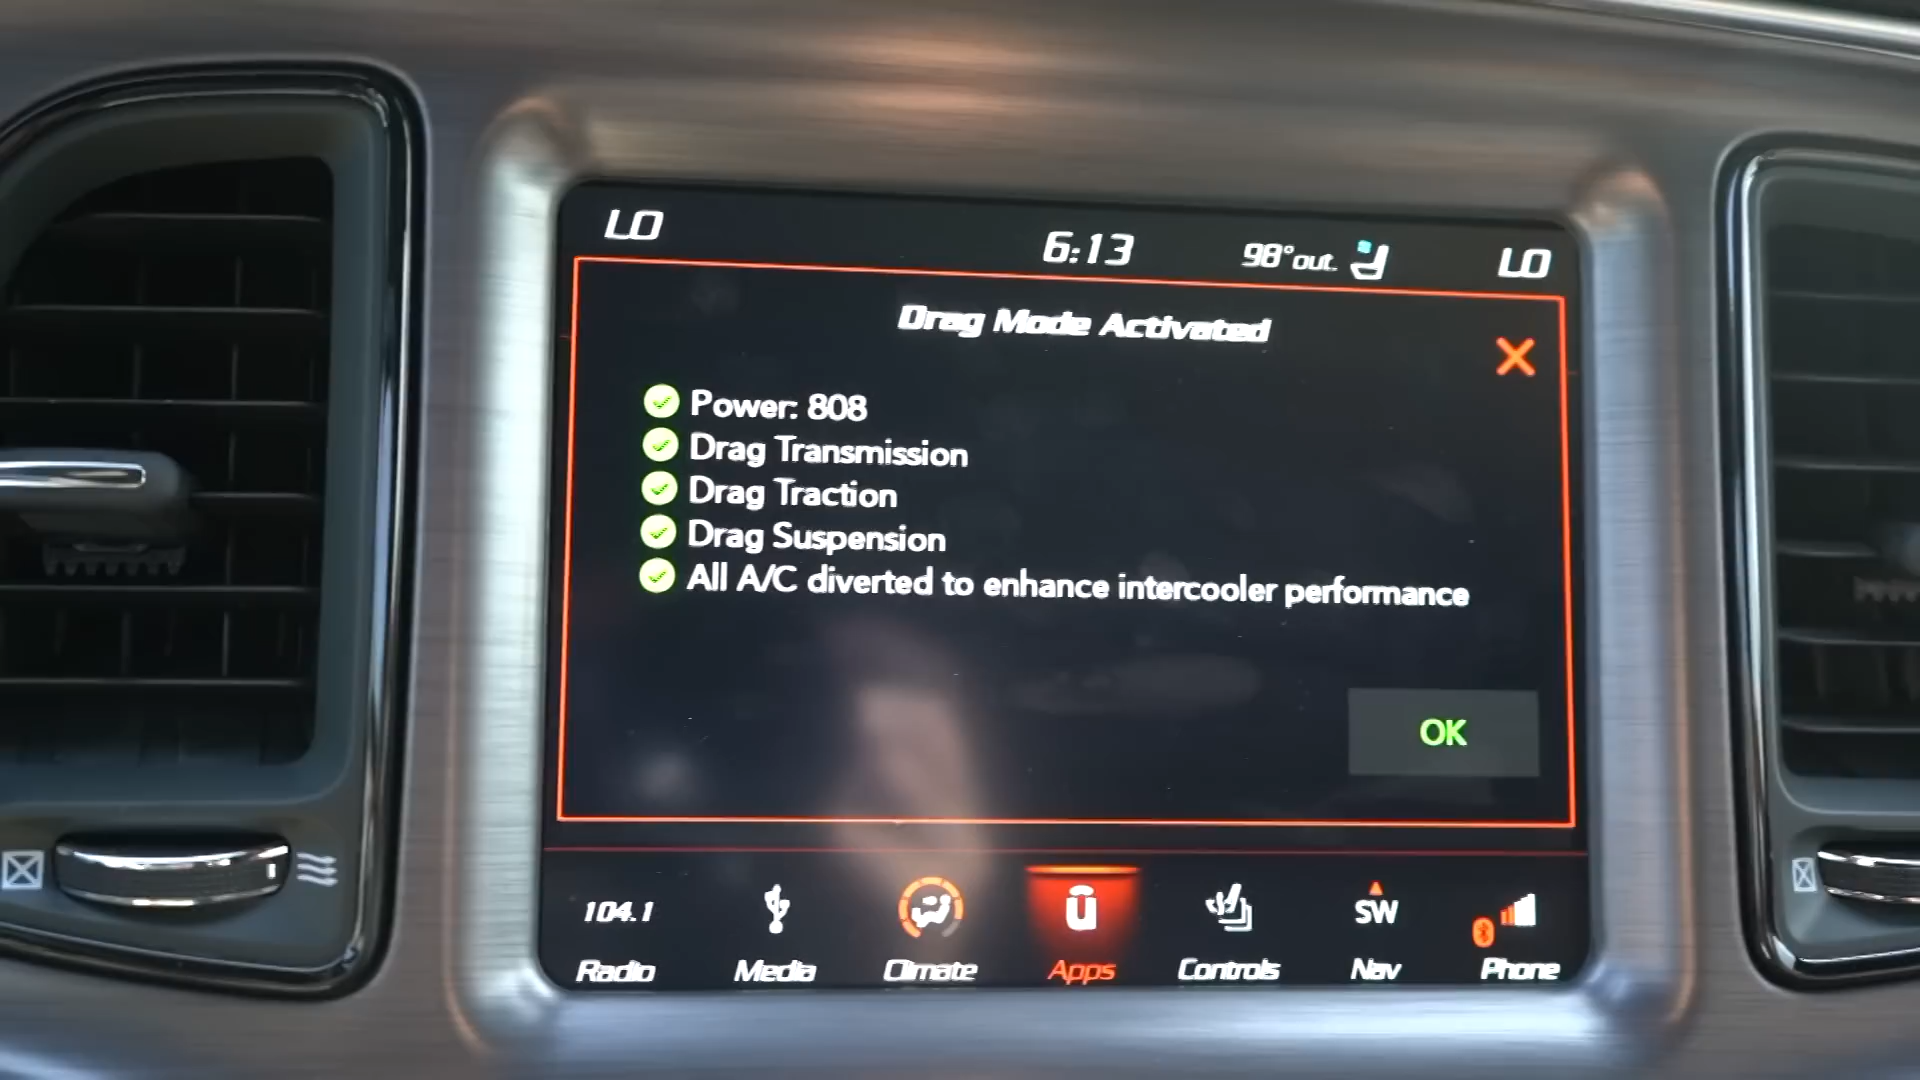 LO 6:13 98°out. LO
Drag Mode Activated
Power: 808
Drag Transmission
Drag Traction
Drag Suspension
All A/C diverted to enhance intercooler performance
OK
104.1 SW
Radio Media Climate Apps Controls Nav Phone